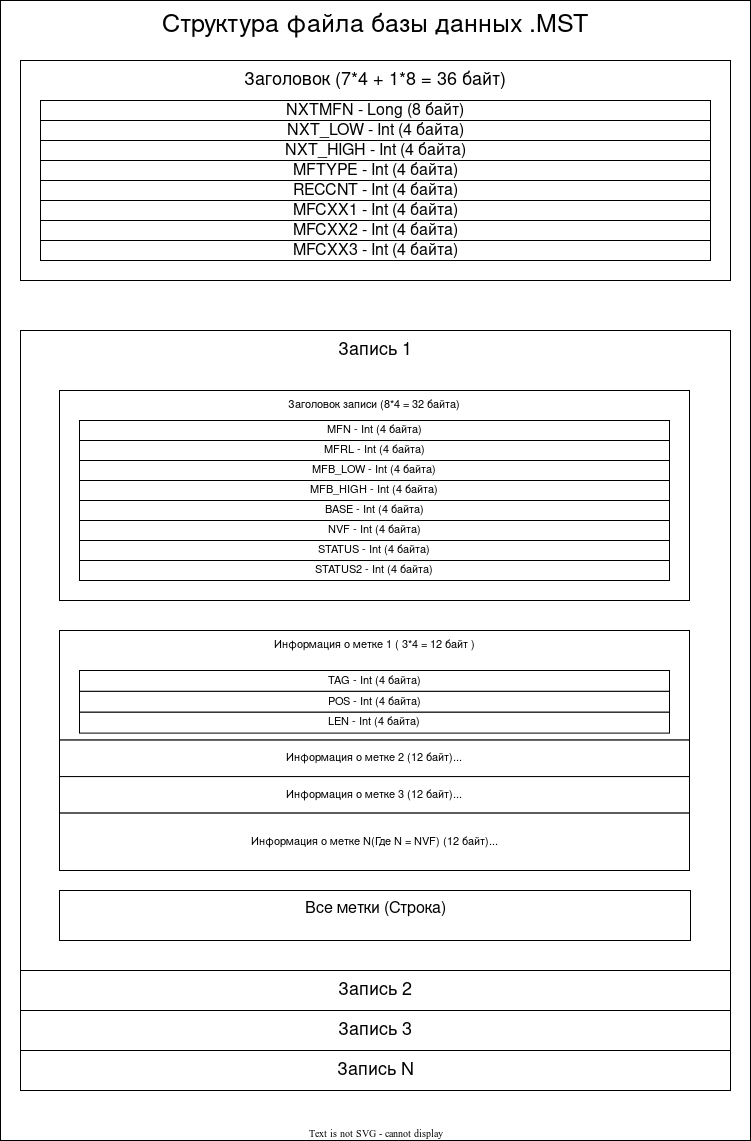 Структура файла базы данных .MST
Заголовок (7*4 + 1*8 = 36 байт)
NXTMFN - Long (8 байт)
NXT_LOW - Int (4 байта)
NXT_HIGH - Int (4 байта)
MFTYPE - Int (4 байта)
RECCNT - Int (4 байта)
MFCXX1 - Int (4 байта)
MFCXX2 - Int (4 байта)
MFCXX3 - Int (4 байта)
Запись 1
Заголовок записи (8*4 = 32 байта)
MFN - Int (4 байта)
MFRL - Int (4 байта)
MFB_LOW - Int (4 байта)
MFB_HIGH - Int (4 байта)
BASE - Int (4 байта)
NVF - Int (4 байта)
STATUS - Int (4 байта)
STATUS2 - Int (4 байта)
Информация о метке 1 ( 3*4 = 12 байт )
TAG - Int (4 байта)
POS - Int (4 байта)
LEN - Int (4 байта)
Информация о метке 2 (12 байт)...
Информация о метке 3 (12 байт)...
Информация о метке N(Где N = NVF) (12 байт)...
Все метки (Строка)
Запись 2
Запись 3
Запись N
Text is not SVG - cannot display